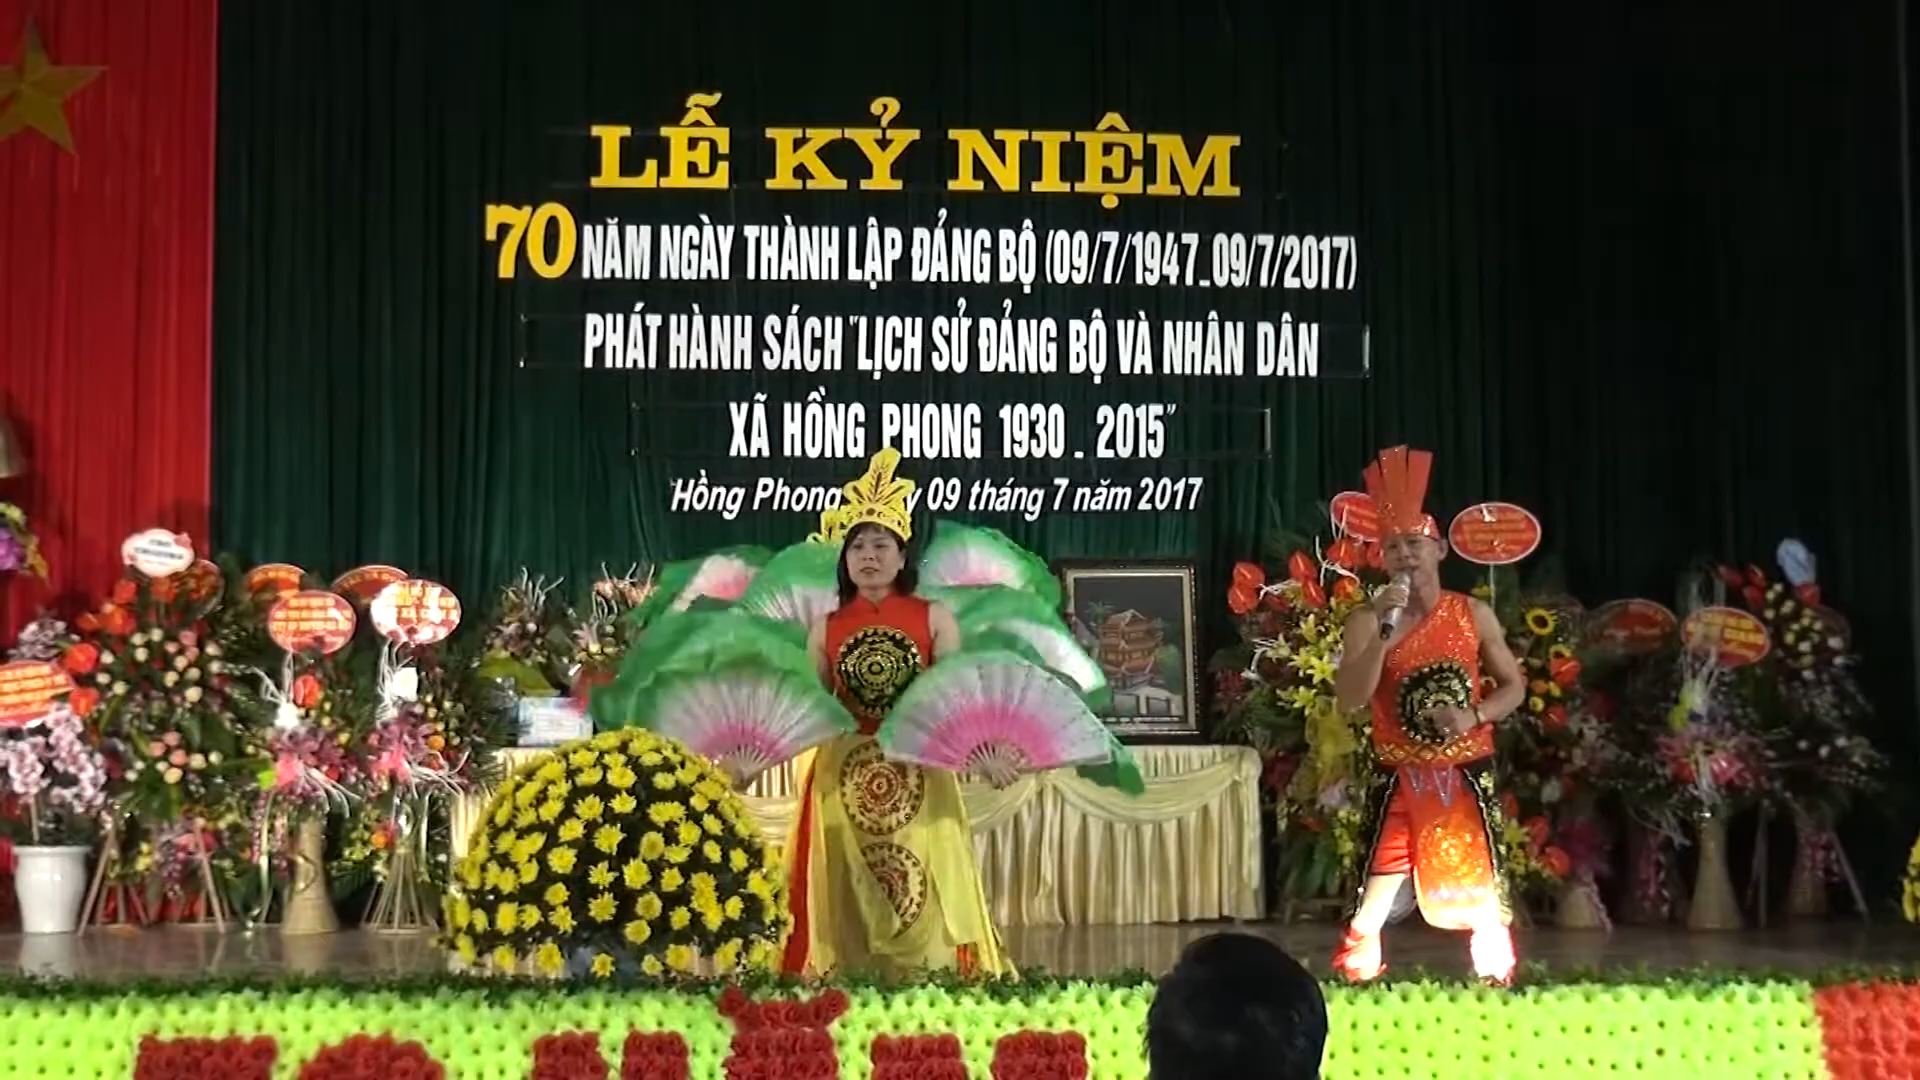 LỄ KỶ NIỆM
70 NĂM NGÀY THÀNH LẬP ĐẢNG BỘ (09/7/1947_09/7/2017)
PHÁT HÀNH SÁCH "LỊCH SỬ ĐẢNG BỘ VÀ NHÂN DÂN
XÃ HỒNG PHONG 1930 - 2015"
Hồng Phong 09 tháng 7 năm 2017